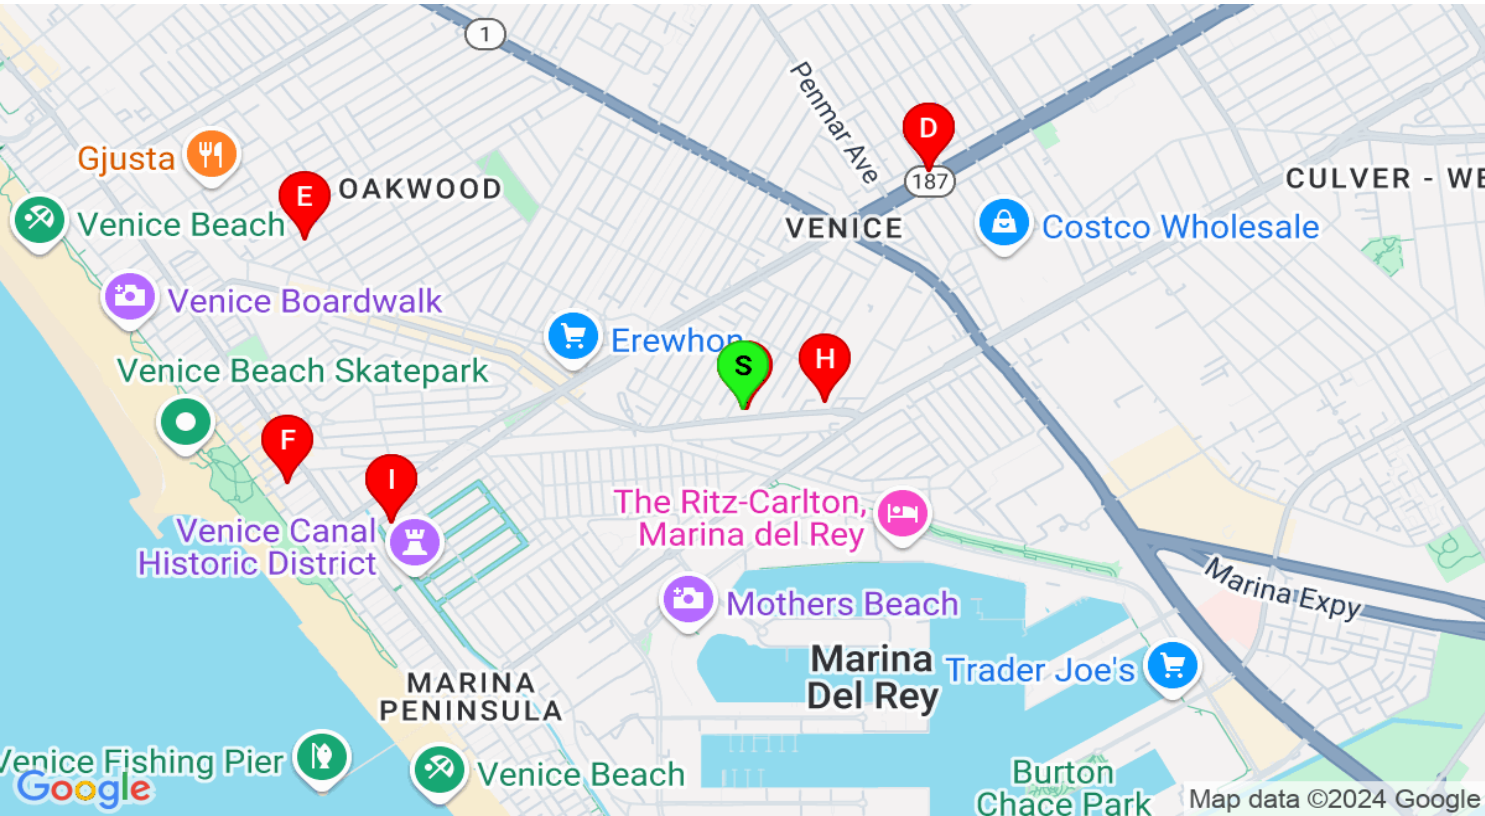 1
Penmar Ave
D
187
Gjusta
E
OAKWOOD
CULVER - WE
Venice Beach
VENICE
Costco Wholesale
Venice Boardwalk
Erewhon
S
H
Venice Beach Skatepark
F
I
The Ritz-Carlton,
Marina del Rey
Venice Canal
Historic District
Marina Expy
Mothers Beach
Marina
Del Rey
Trader Joe's
MARINA
PENINSULA
Venice Fishing Pier
Venice Beach
Burton
Chace Park
Google
Map data ©2024 Google